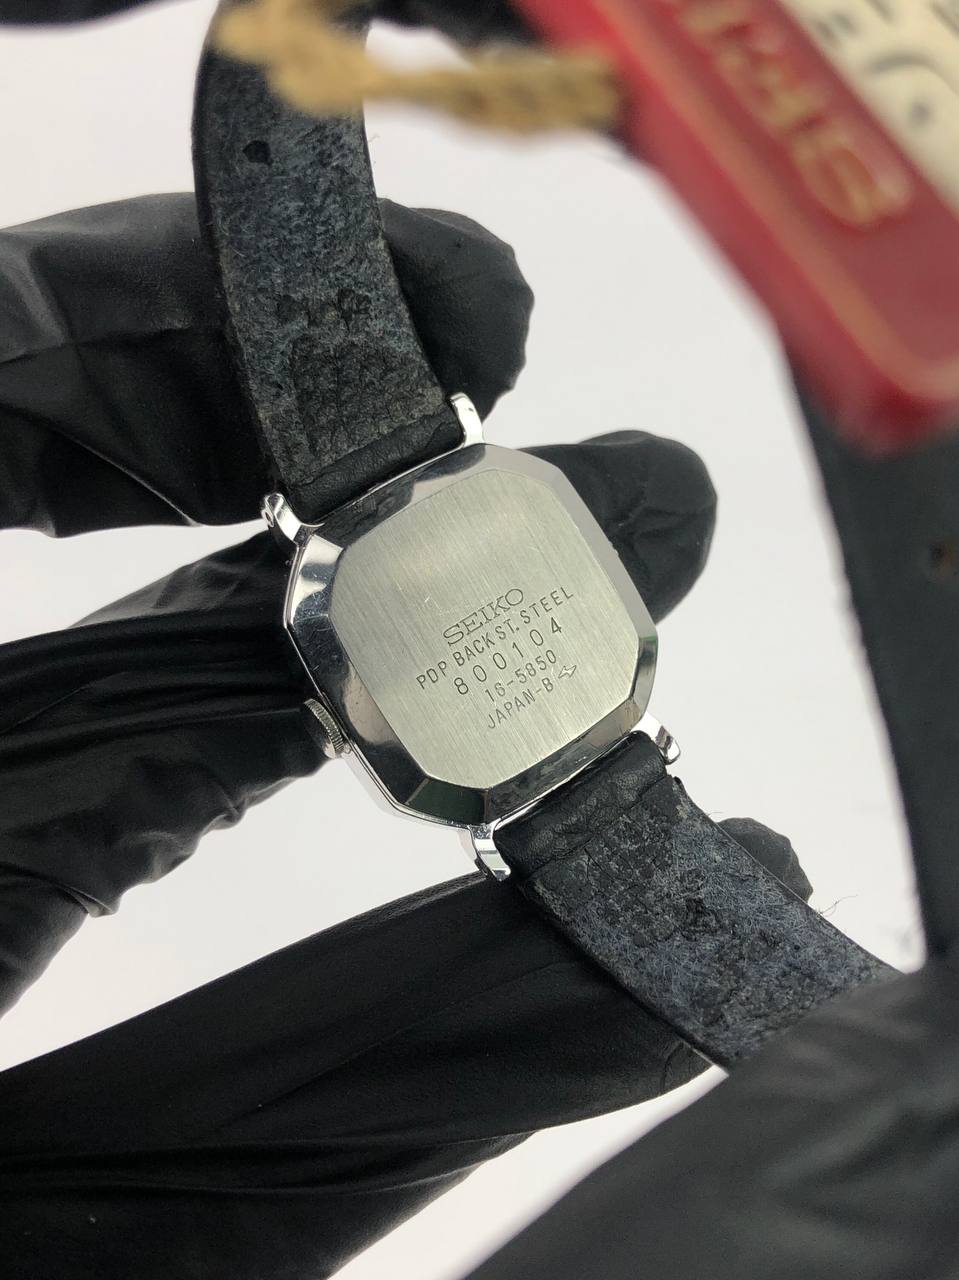 SEIKO
PDP BACK ST. STEEL
800104
16-5850
JAPAN-B